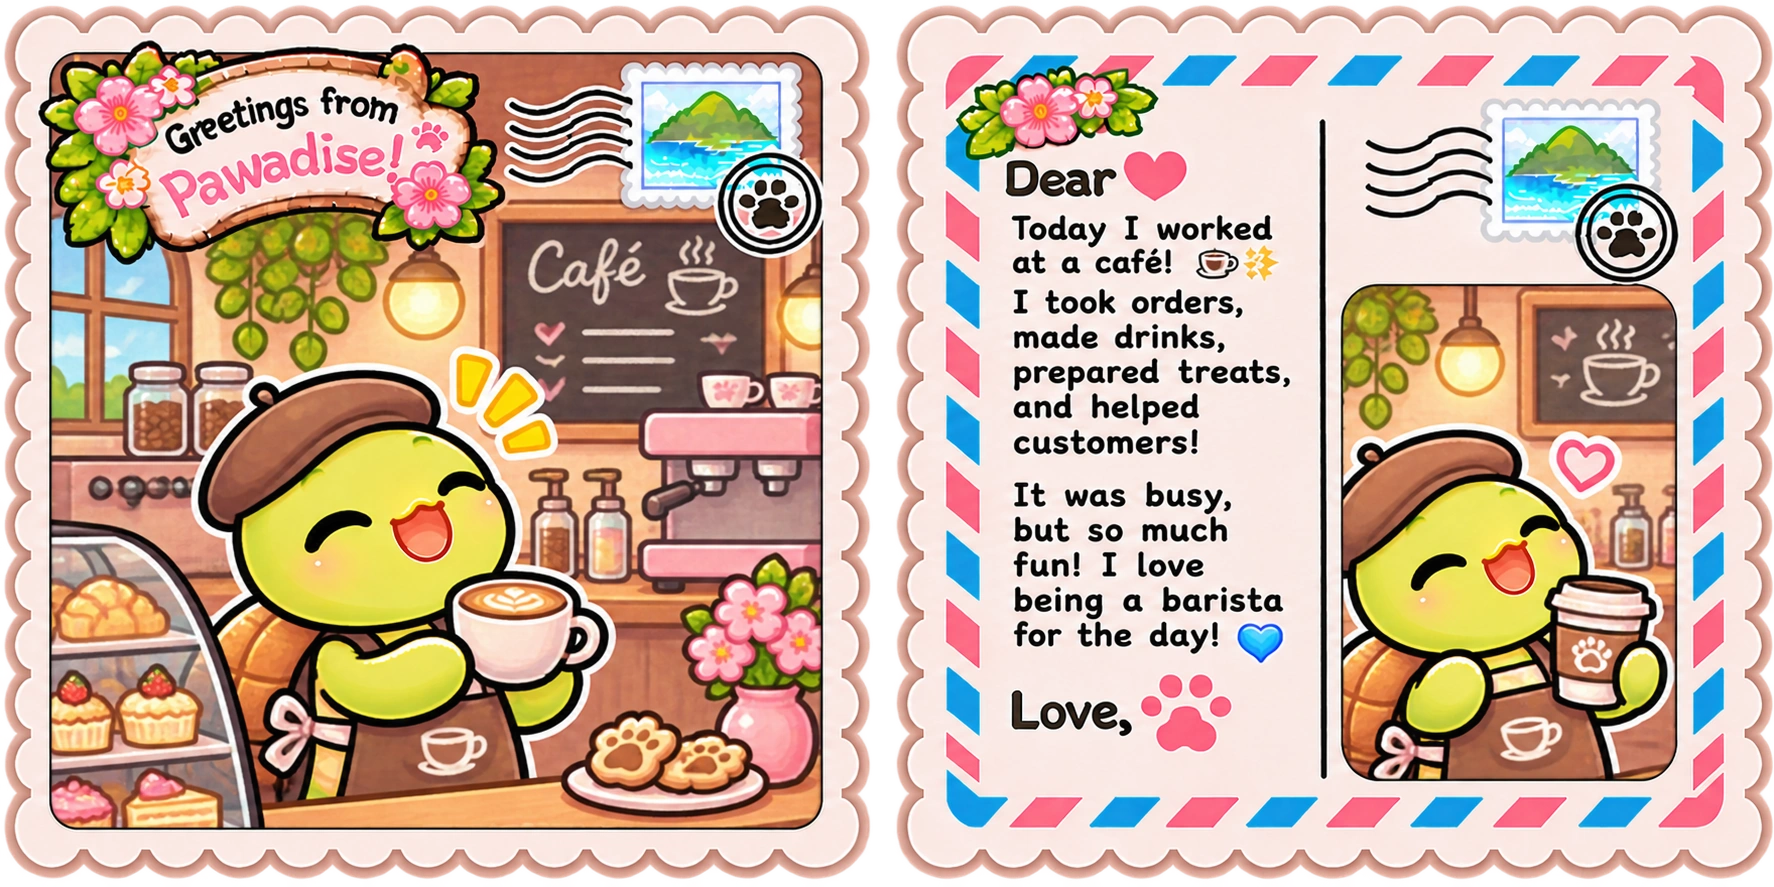 Greetings from
Pawadise!
Café
Dear
Today I worked
at a café!
I took orders,
made drinks,
prepared treats,
and helped
customers!
It was busy,
but so much
fun! I love
being a barista
for the day!
Love,